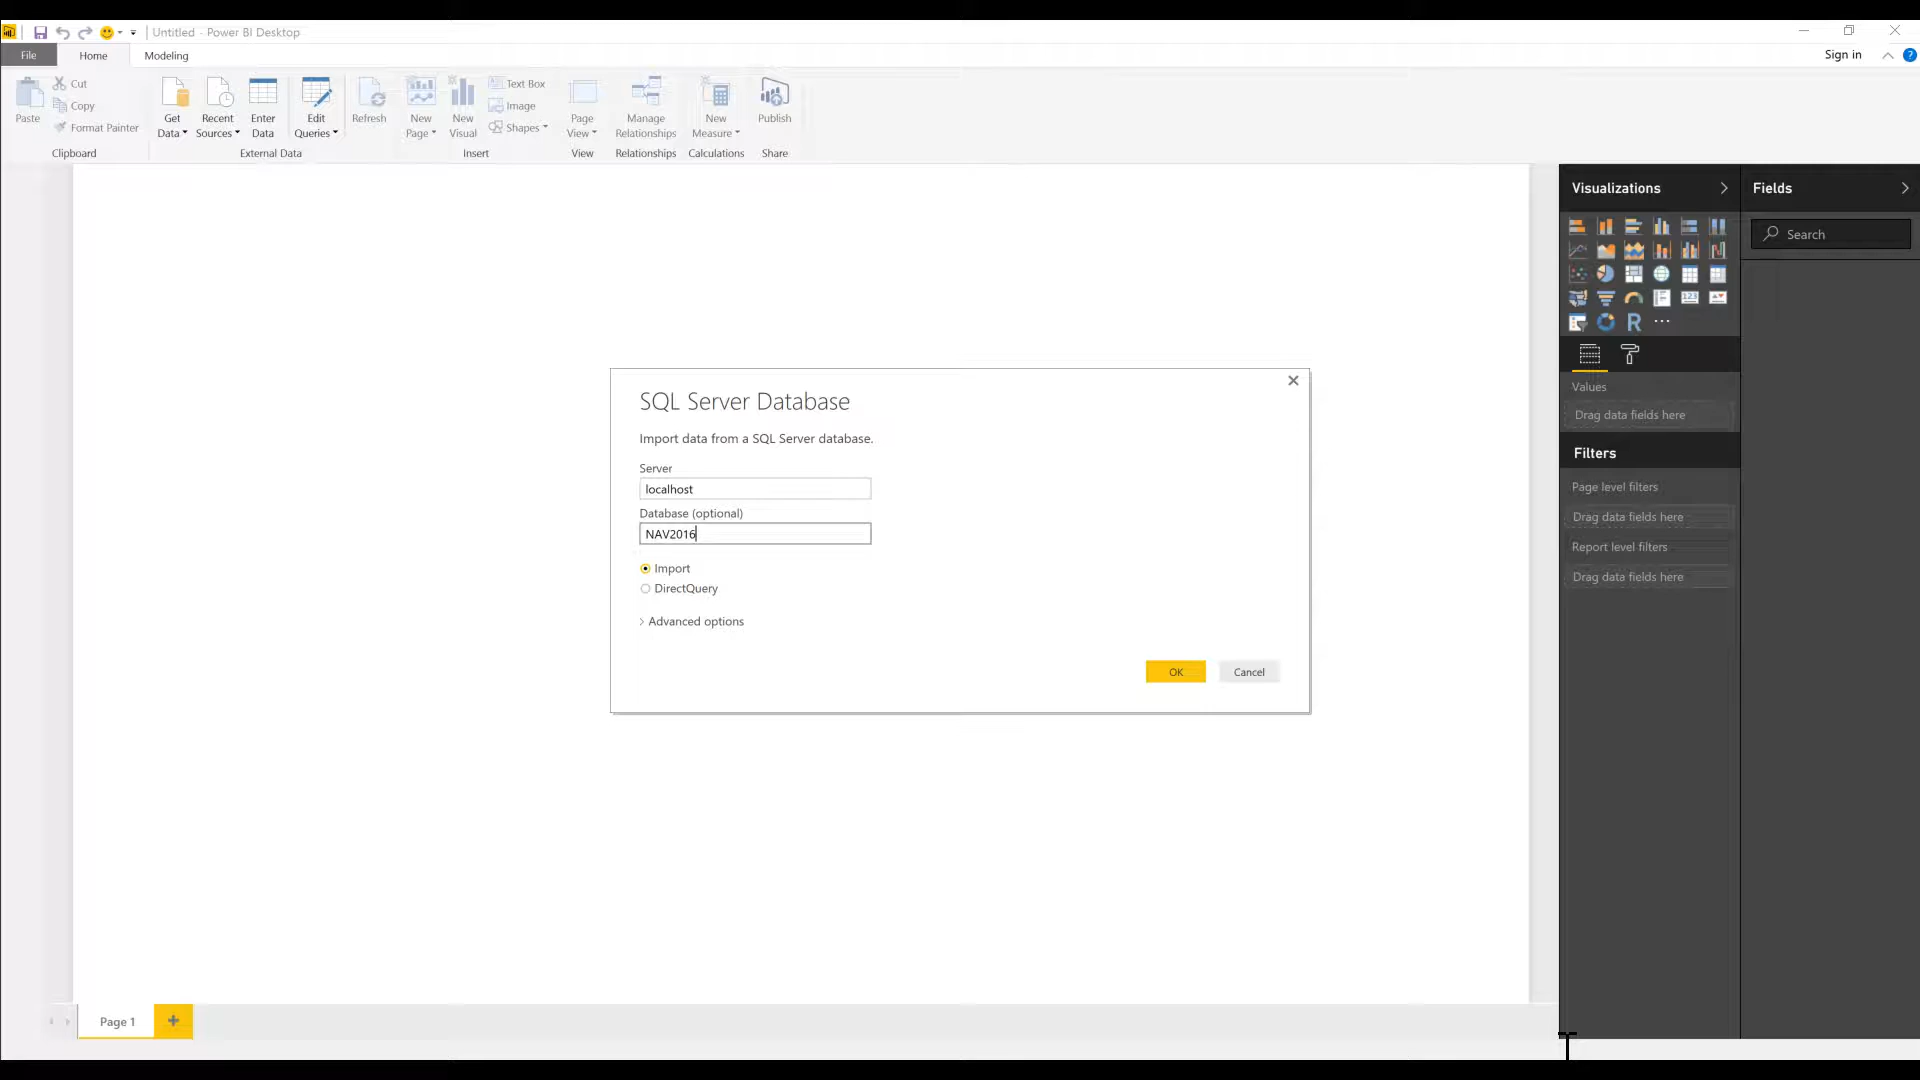 Untitled - Power BI Desktop
File
Home
Modeling
Sign in
?
Paste
Cut
Copy
Format Painter
Clipboard
Get Data
Recent Sources
Enter Data
Edit Queries
External Data
Refresh
New Page
New Visual
Text Box
Image
Shapes
Insert
Page View
View
Manage Relationships
Relationships
New Measure
Calculations
Publish
Share
SQL Server Database
Import data from a SQL Server database.
Server
localhost
Database (optional)
NAV2016
Import
DirectQuery
Advanced options
OK
Cancel
Visualizations
123
R
...
Values
Drag data fields here
Filters
Page level filters
Drag data fields here
Report level filters
Drag data fields here
Fields
Search
Page 1
+